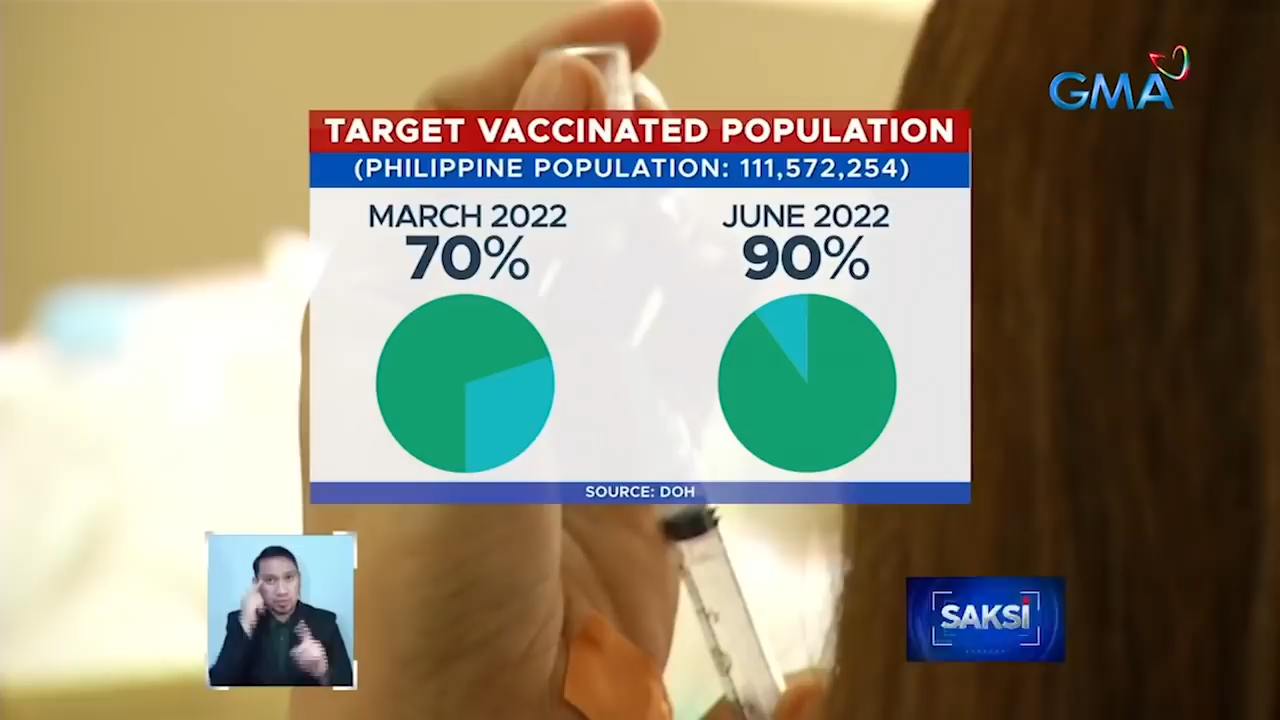 GMA
TARGET VACCINATED POPULATION
(PHILIPPINE POPULATION: 111,572,254)
MARCH 2022
70%
JUNE 2022
90%
SOURCE: DOH
SAKSI